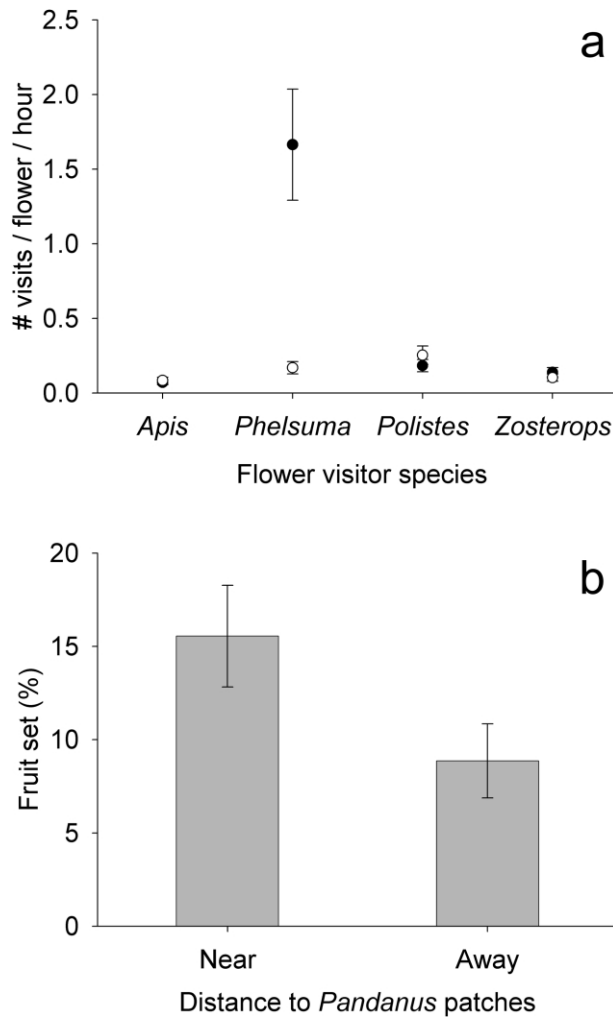 a
# visits / flower / hour
2.5
2.0
1.5
1.0
0.5
0.0
Apis Phelsuma Polistes Zosterops
Flower visitor species
b
Fruit set (%)
20
15
10
5
0
Near Away
Distance to Pandanus patches